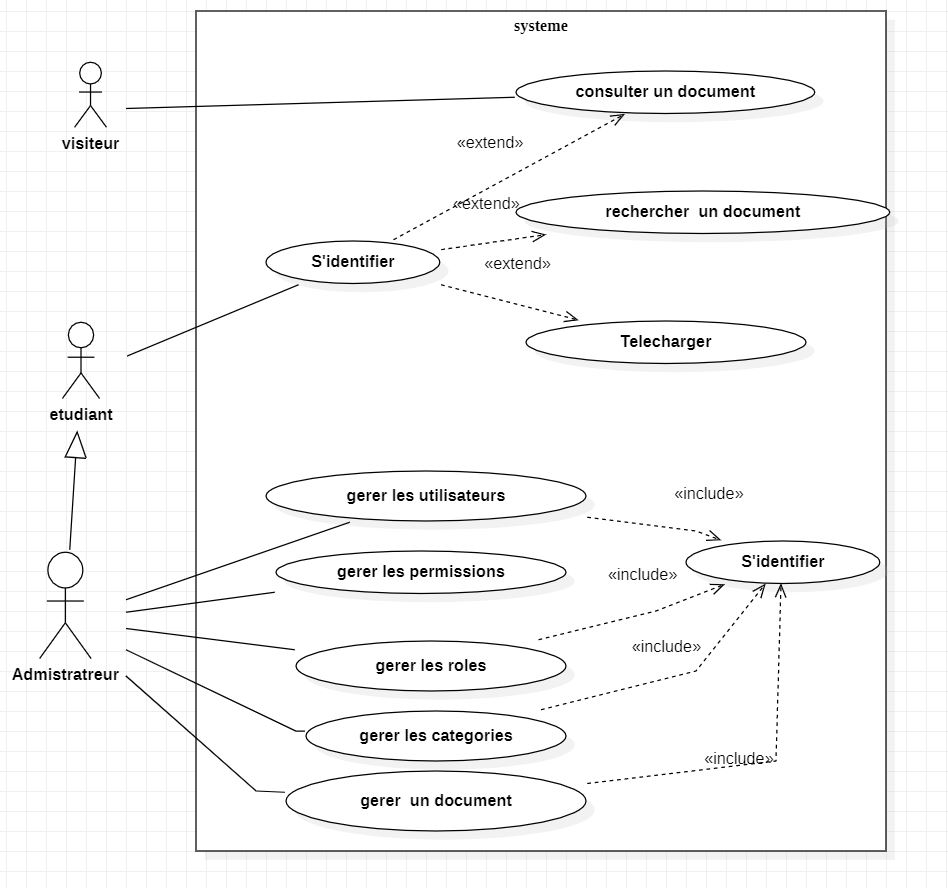 systeme
consulter un document
visiteur
«extend»
«extend»
rechercher  un document
S'identifier
«extend»
Telecharger
etudiant
gerer les utilisateurs
«include»
S'identifier
gerer les permissions
«include»
«include»
gerer les roles
Admistratreur
gerer les categories
«include»
gerer  un document